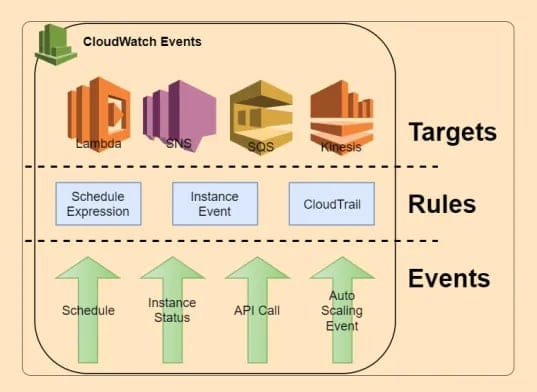 CloudWatch Events
Lambda
SNS
SQS
Kinesis
Targets
Schedule
Expression
Instance
Event
CloudTrail
Rules
Schedule
Instance
Status
API Call
Auto
Scaling
Event
Events